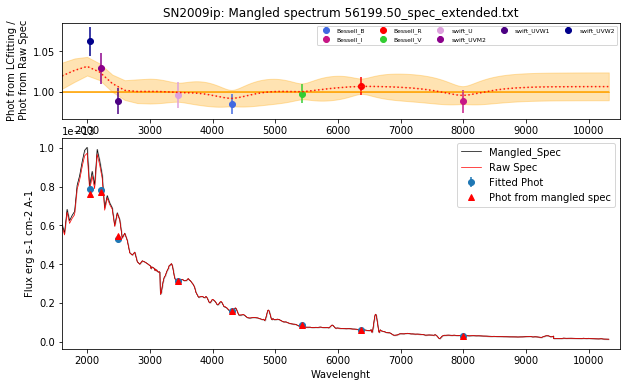 SN2009ip: Mangled spectrum 56199.50_spec_extended.txt
Phot from LCfitting /
Phot from Raw Spec
1.05
1.00
Bessell_B
Bessell_I
Bessell_R
Bessell_V
swift_U
swift_UVM2
swift_UVW1
swift_UVW2
2000 3000 4000 5000 6000 7000 8000 9000 10000
1e−13
Flux erg s-1 cm-2 A-1
1.0
0.8
0.6
0.4
0.2
0.0
Mangled_Spec
Raw Spec
Fitted Phot
Phot from mangled spec
2000 3000 4000 5000 6000 7000 8000 9000 10000
Wavelenght